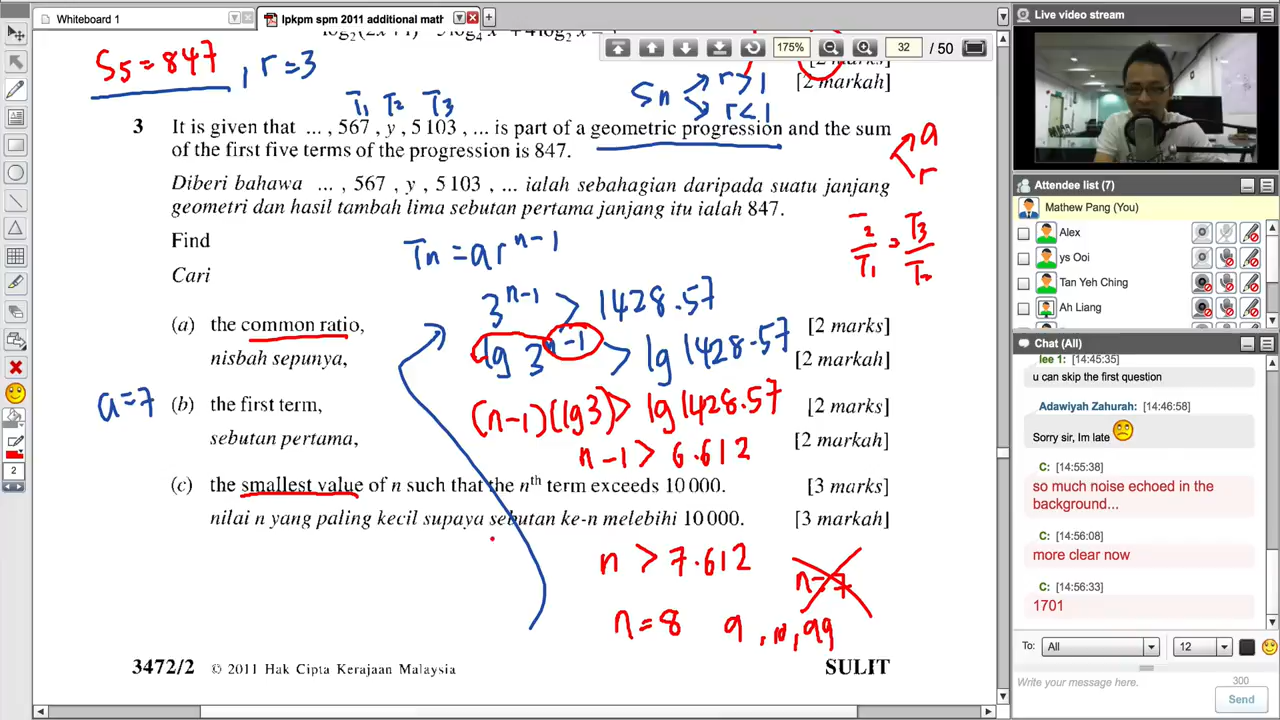 Whiteboard 1
lpkpm spm 2011 additional math
175%
32 / 50
S5 = 847 , r = 3
[2 markah]
Sn r > 1
r < 1
T1 T2 T3
3 It is given that ... , 567 , y , 5 103 , ... is part of a geometric progression and the sum
of the first five terms of the progression is 847.
Diberi bahawa ... , 567 , y , 5 103 , ... ialah sebahagian daripada suatu janjang
geometri dan hasil tambah lima sebutan pertama janjang itu ialah 847.
a
r
T2/T1 = T3/T2
Find
Cari
Tn = ar^n-1
3^n-1 > 1428.57
(a) the common ratio, [2 marks]
nisbah sepunya, [2 markah]
lg 3^n-1 > lg 1428.57
a = 7
(b) the first term, [2 marks]
sebutan pertama, [2 markah]
(n-1)(lg3) > lg 1428.57
n-1 > 6.612
(c) the smallest value of n such that the nth term exceeds 10 000. [3 marks]
nilai n yang paling kecil supaya sebutan ke-n melebihi 10 000. [3 markah]
n > 7.612
n = 7
n = 8 9 , 10 , 99
3472/2 © 2011 Hak Cipta Kerajaan Malaysia SULIT
2
Live video stream
Attendee list (7)
Mathew Pang (You)
Alex
ys Ooi
Tan Yeh Ching
Ah Liang
Chat (All)
lee 1: [14:45:35]
u can skip the first question
Adawiyah Zahurah: [14:46:58]
Sorry sir, Im late
C: [14:55:38]
so much noise echoed in the
background...
C: [14:56:08]
more clear now
C: [14:56:33]
1701
To: All 12
Write your message here. 300
Send